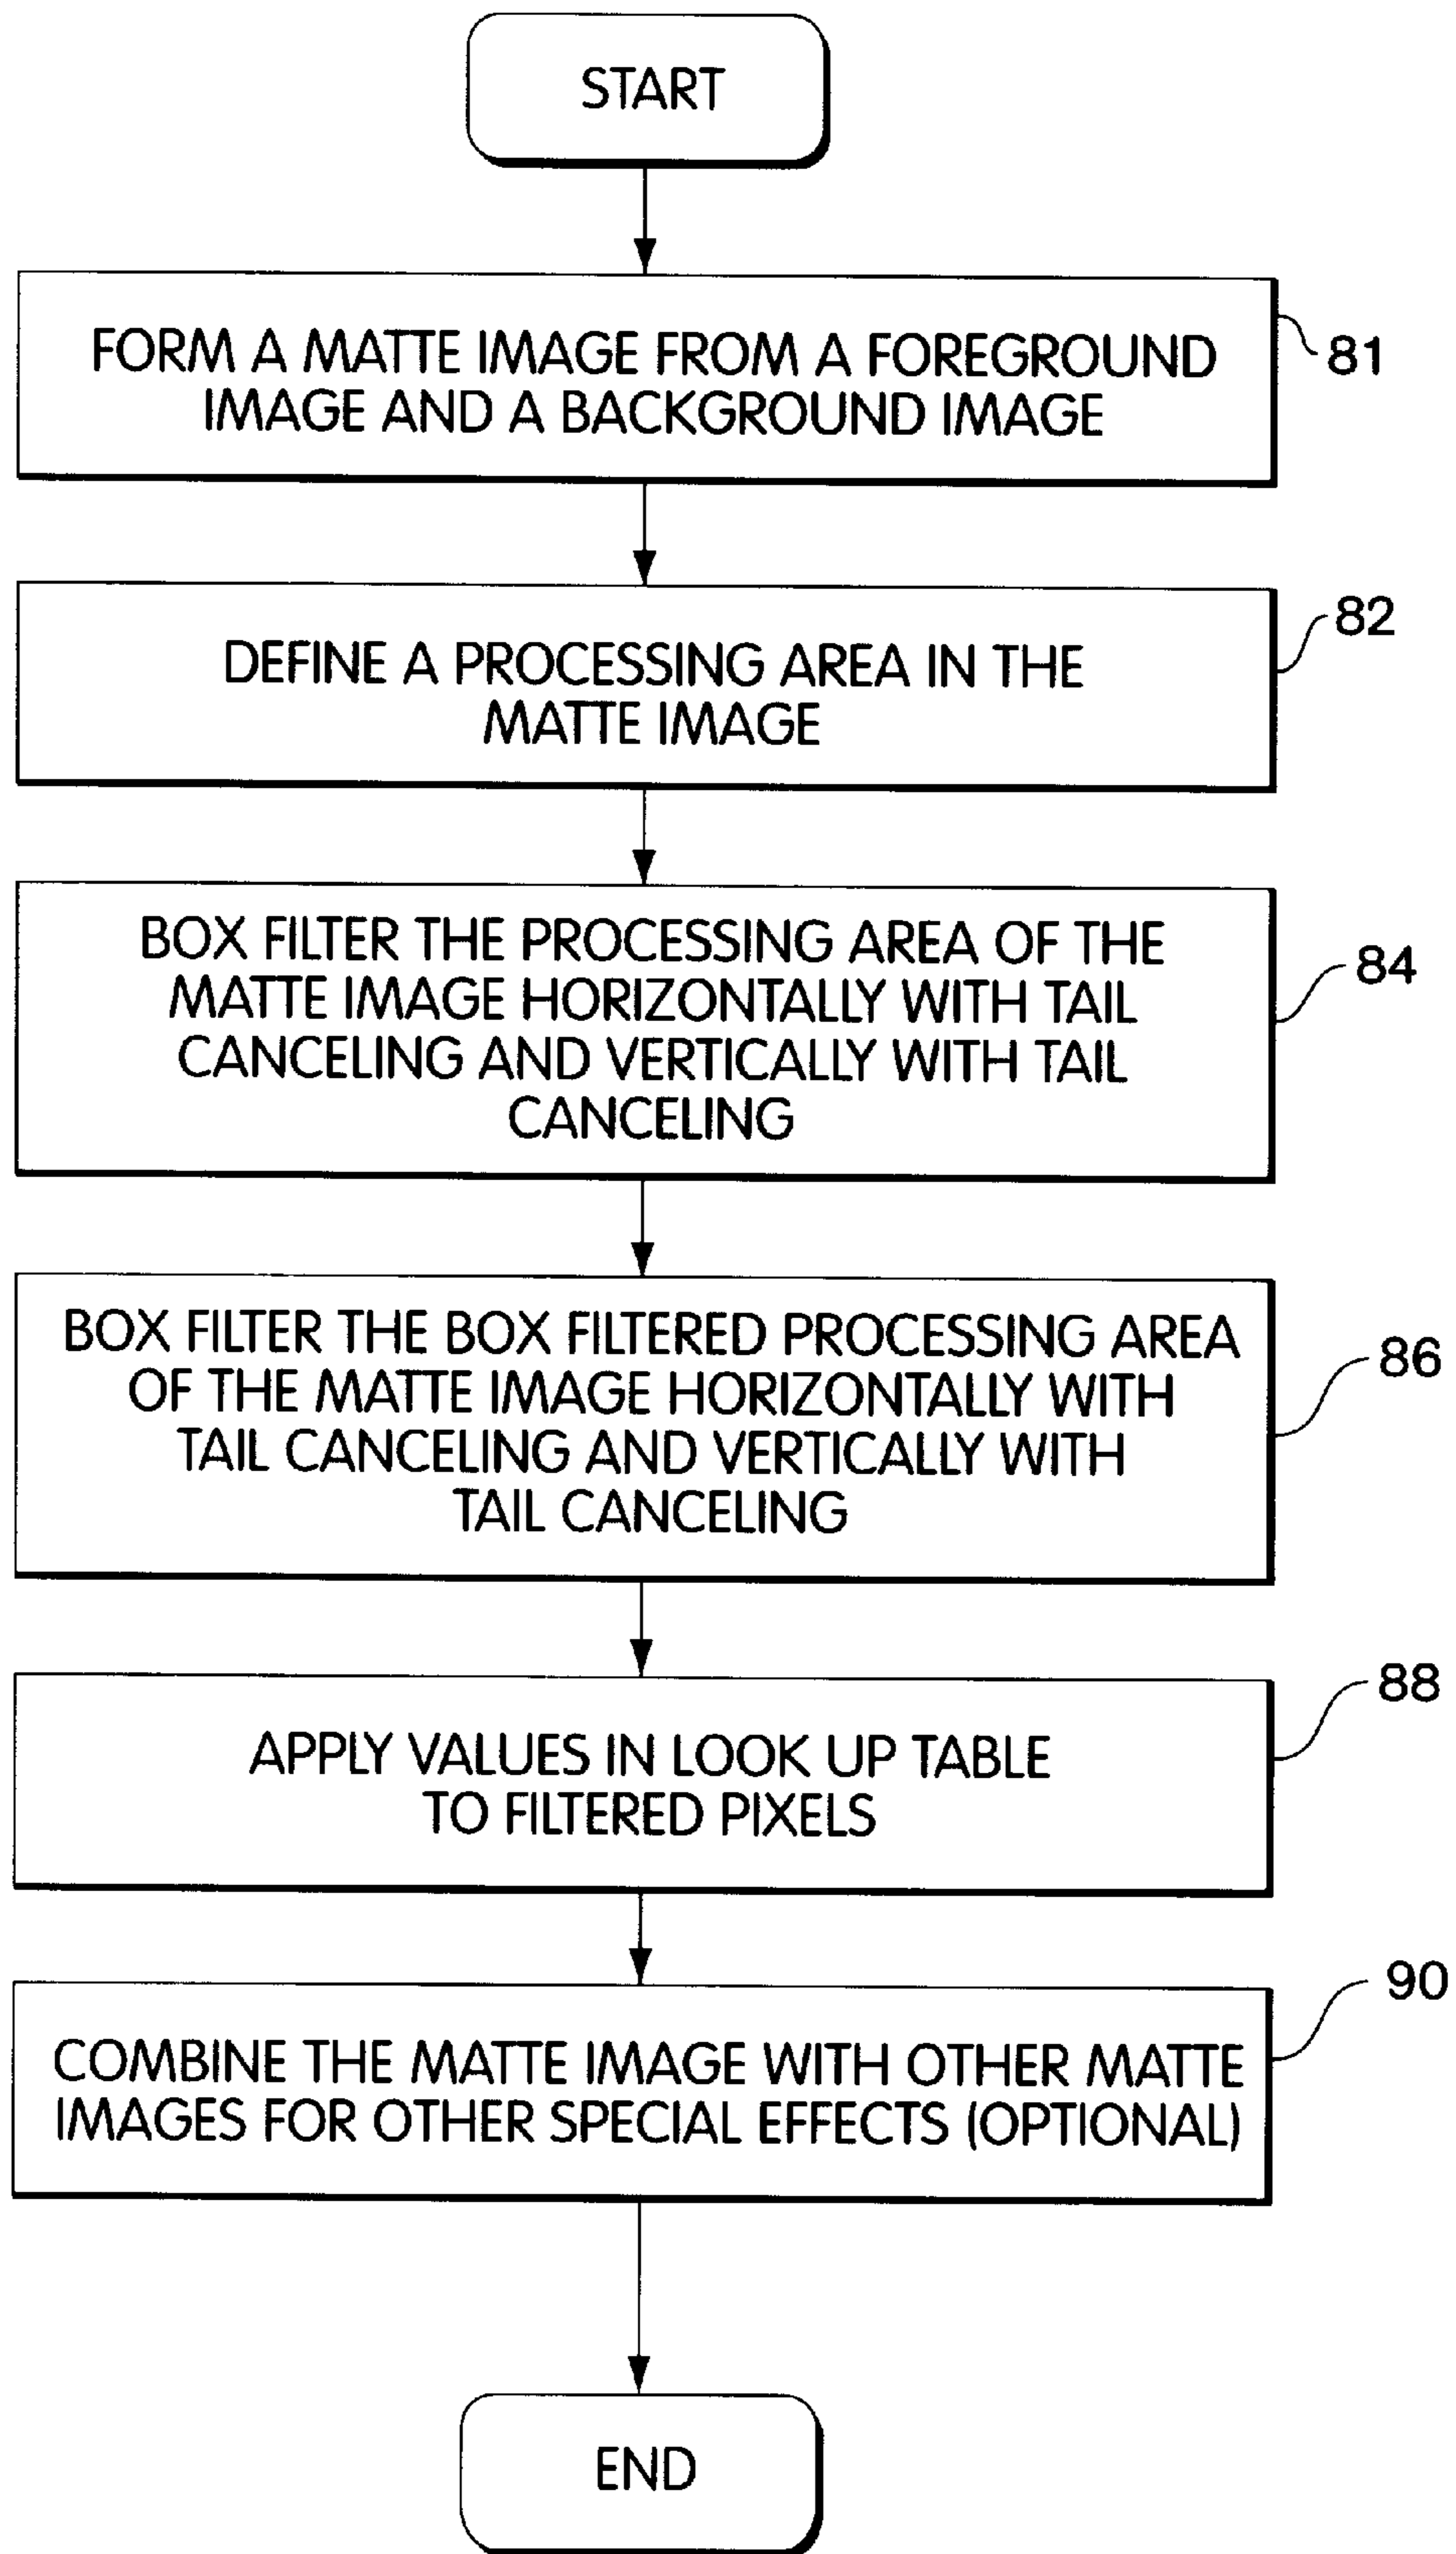 START
FORM A MATTE IMAGE FROM A FOREGROUND
IMAGE AND A BACKGROUND IMAGE
81
DEFINE A PROCESSING AREA IN THE
MATTE IMAGE
82
BOX FILTER THE PROCESSING AREA OF THE
MATTE IMAGE HORIZONTALLY WITH TAIL
CANCELING AND VERTICALLY WITH TAIL
CANCELING
84
BOX FILTER THE BOX FILTERED PROCESSING AREA
OF THE MATTE IMAGE HORIZONTALLY WITH
TAIL CANCELING AND VERTICALLY WITH
TAIL CANCELING
86
APPLY VALUES IN LOOK UP TABLE
TO FILTERED PIXELS
88
COMBINE THE MATTE IMAGE WITH OTHER MATTE
IMAGES FOR OTHER SPECIAL EFFECTS (OPTIONAL)
90
END